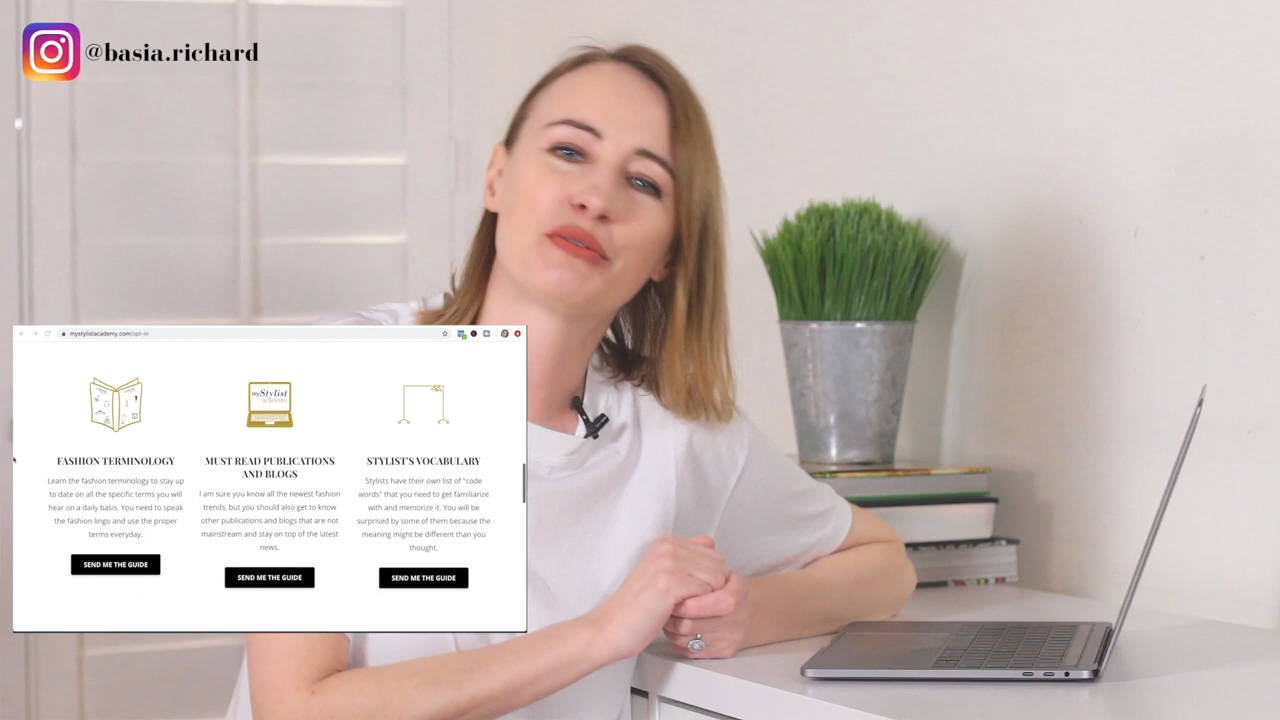 @basia.richard
mystylistacademy.com/opt-in
myStylist
academy
FASHION TERMINOLOGY
Learn the fashion terminology to stay up
to date on all the specific terms you will
hear on a daily basis. You need to speak
the fashion lingo and use the proper
terms everyday.
SEND ME THE GUIDE
MUST READ PUBLICATIONS
AND BLOGS
I am sure you know all the newest fashion
trends, but you should also get to know
other publications and blogs that are not
mainstream and stay on top of the latest
news.
SEND ME THE GUIDE
STYLIST'S VOCABULARY
Stylists have their own list of "code
words" that you need to get familiarize
with and memorize it. You will be
surprised by some of them because the
meaning might be different than you
thought.
SEND ME THE GUIDE